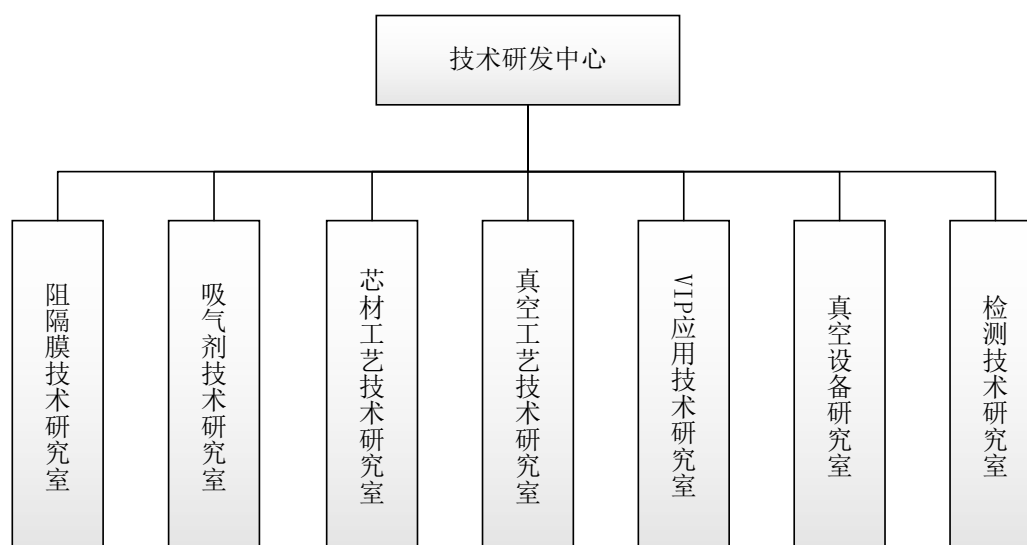 技术研发中心
阻隔膜技术研究室
吸气剂技术研究室
芯材工艺技术研究室
真空工艺技术研究室
VIP应用技术研究室
真空设备研究室
检测技术研究室